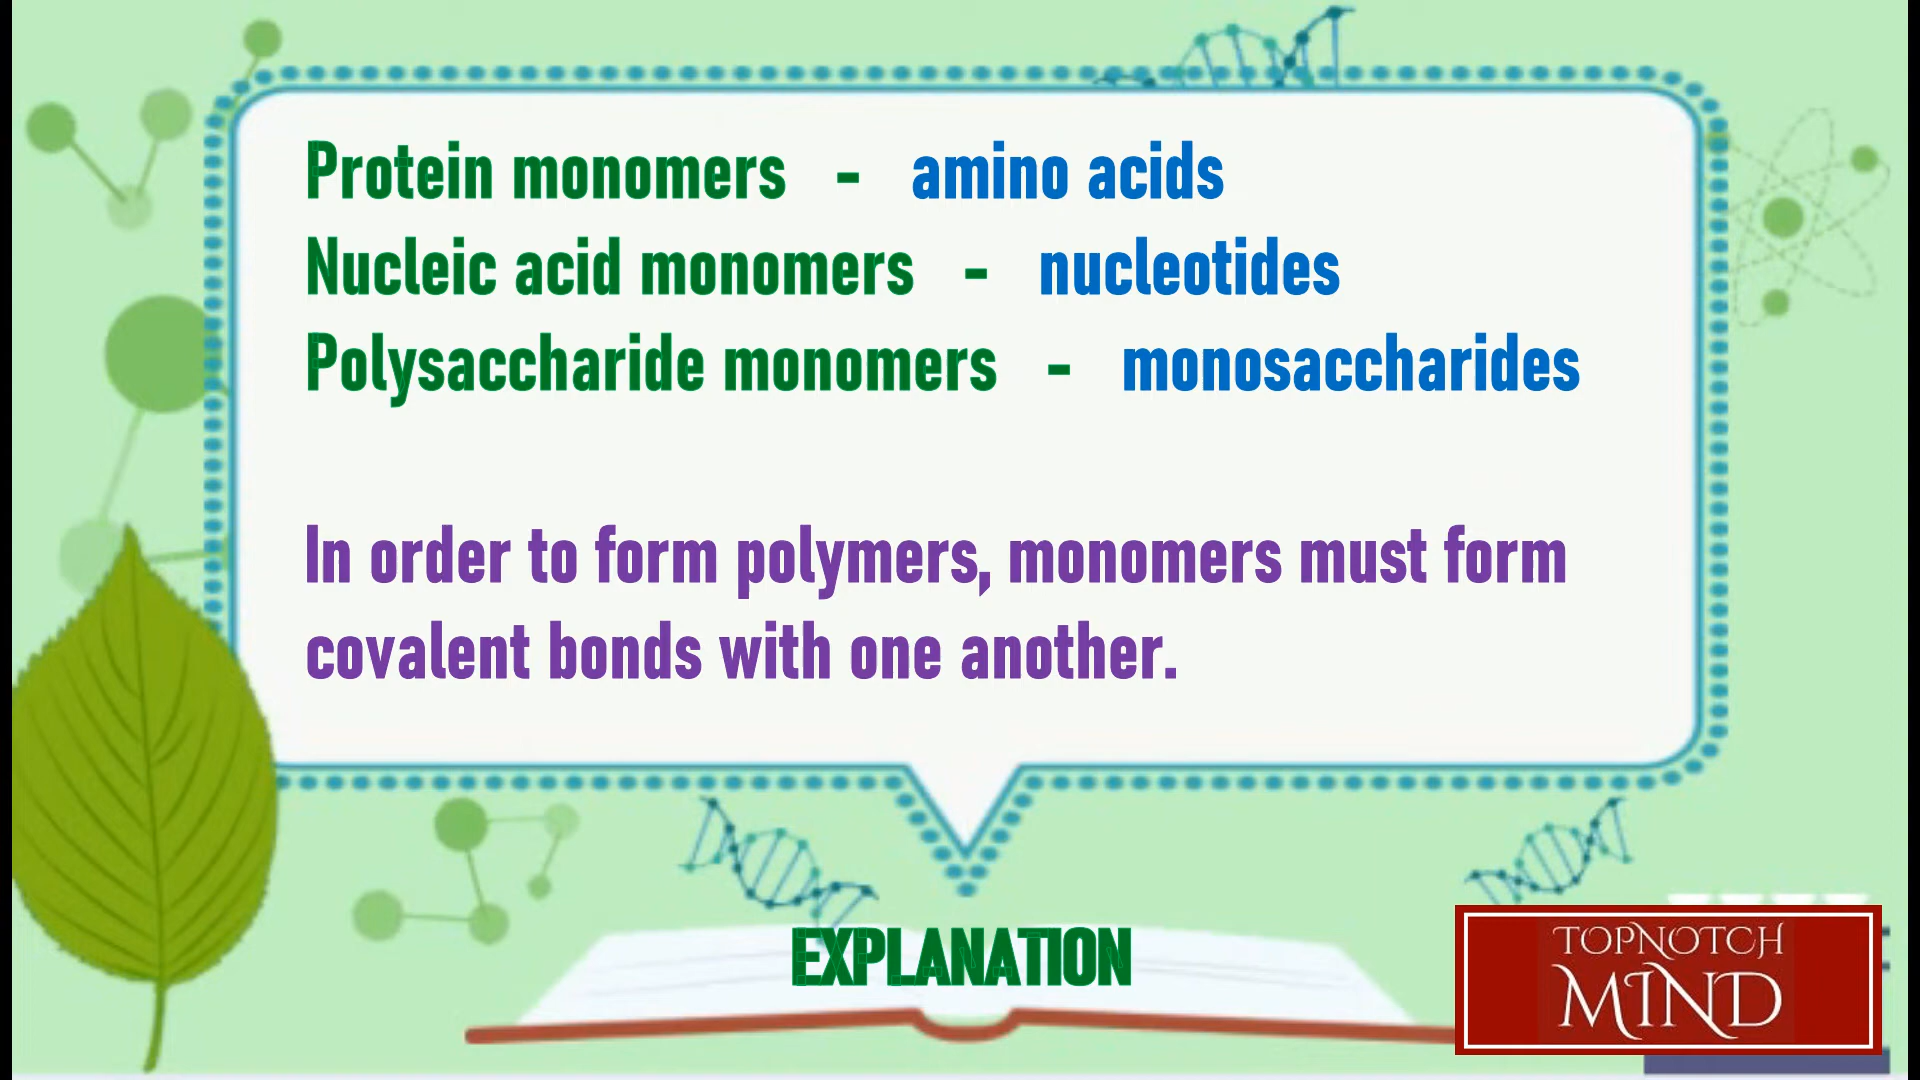 Protein monomers - amino acids
Nucleic acid monomers - nucleotides
Polysaccharide monomers - monosaccharides
In order to form polymers, monomers must form
covalent bonds with one another.
EXPLANATION
TOPNOTCH
MIND